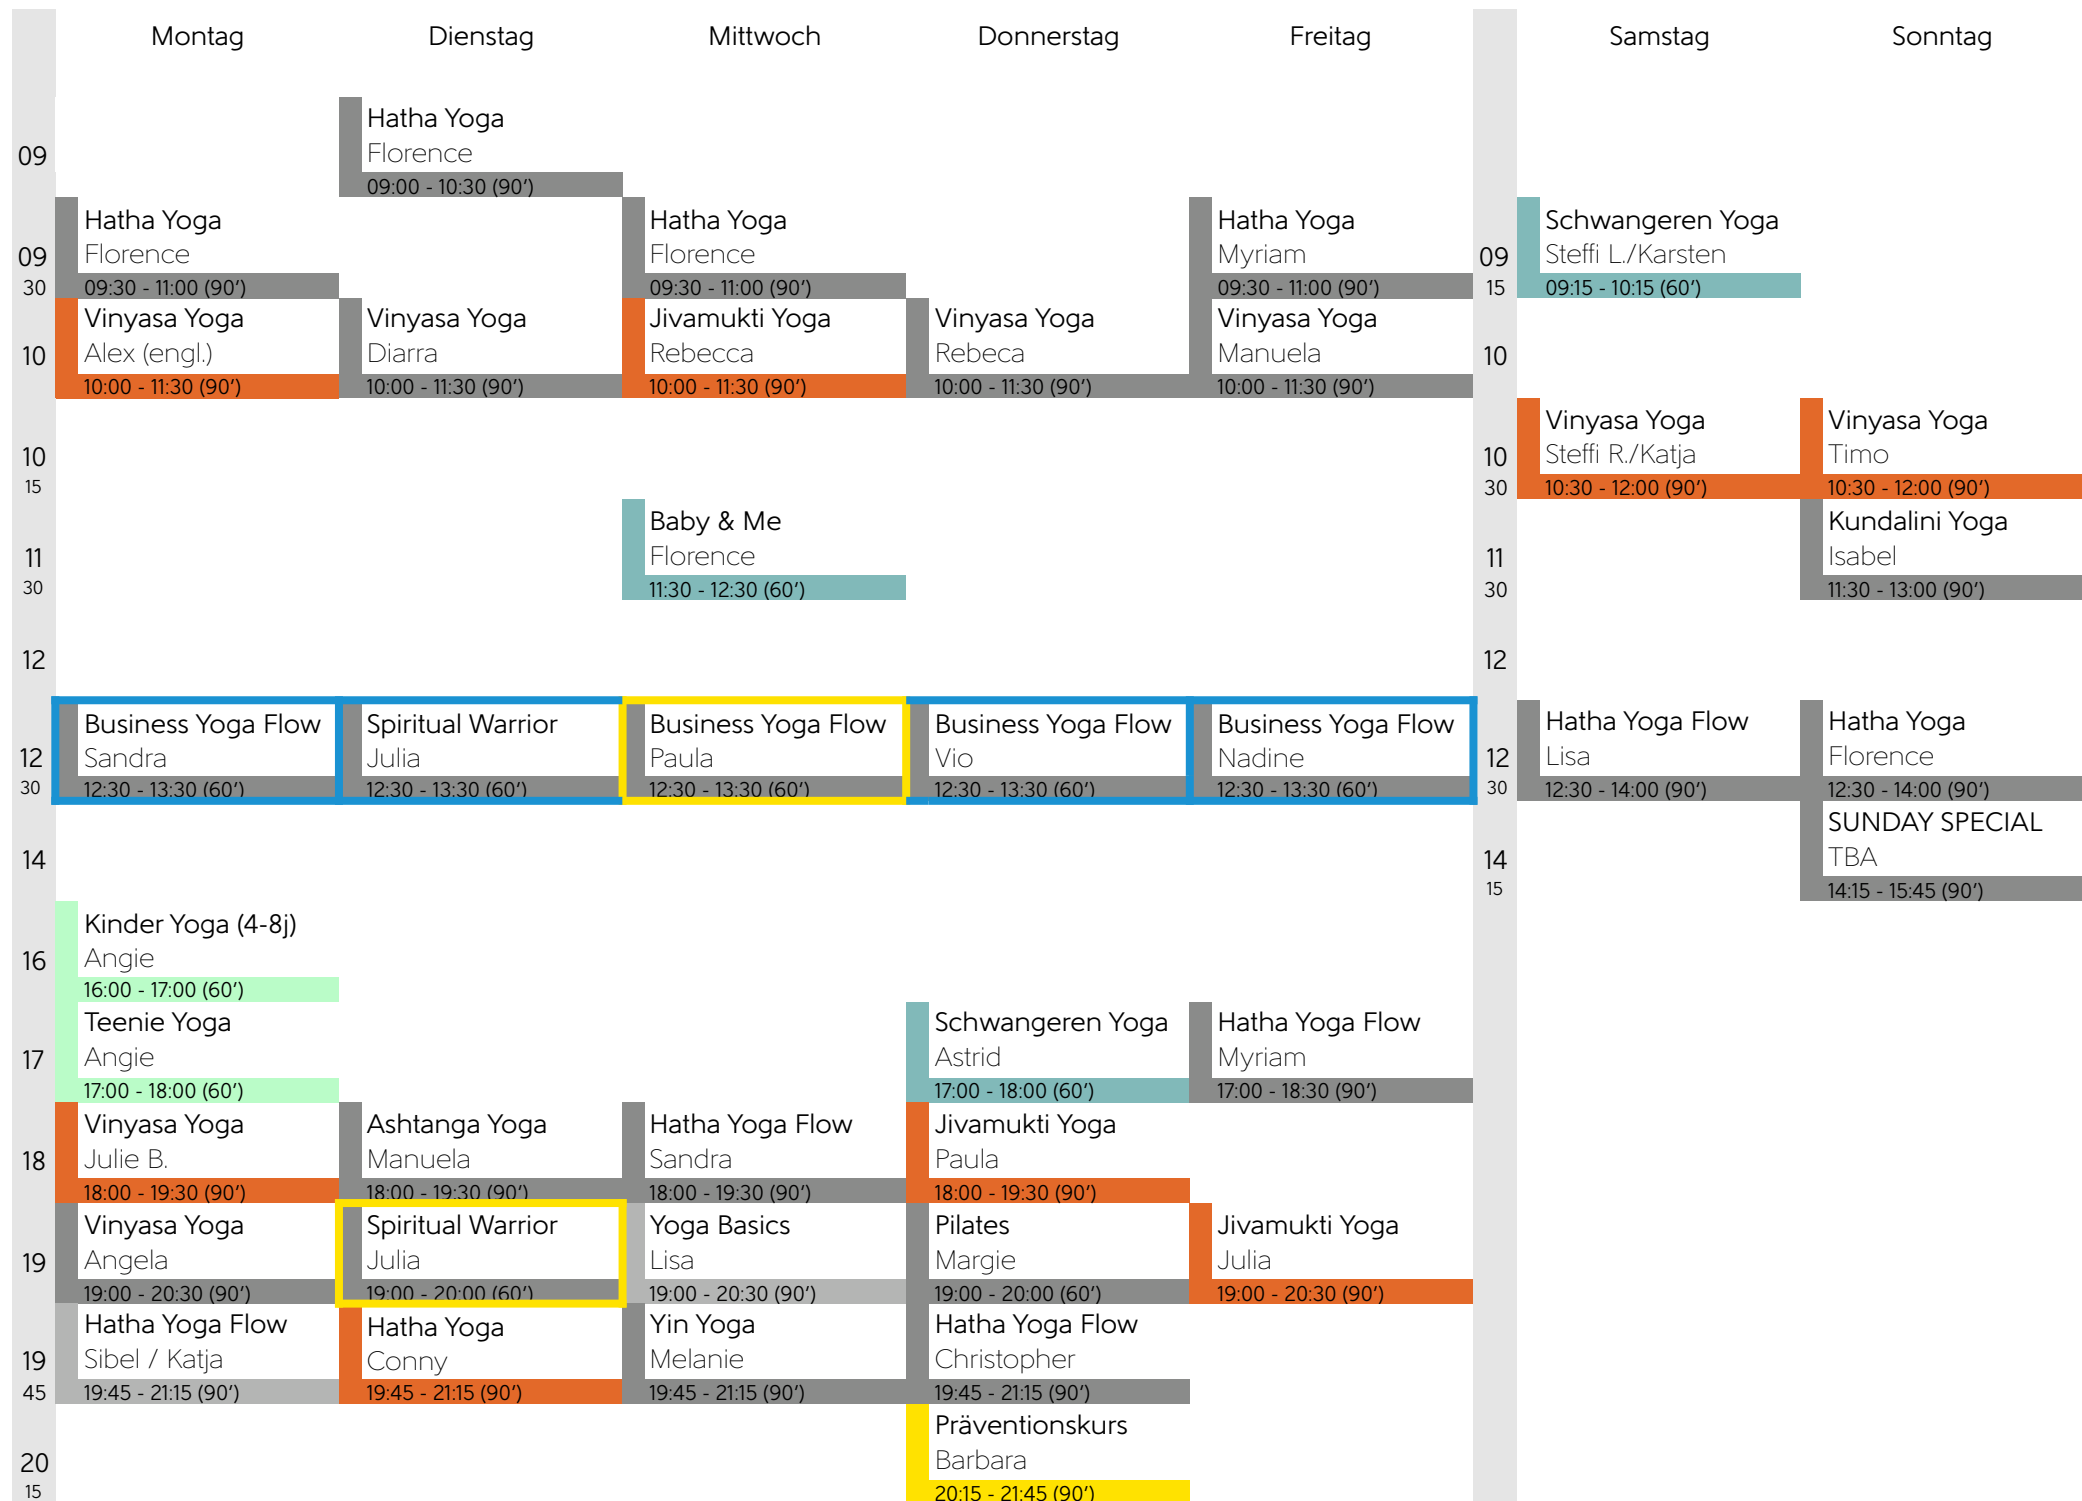 Montag
Dienstag
Mittwoch
Donnerstag
Freitag
Samstag
Sonntag
09
Hatha Yoga
Florence
09:00 - 10:30 (90')
09
30
Hatha Yoga
Florence
09:30 - 11:00 (90')
Hatha Yoga
Florence
09:30 - 11:00 (90')
Hatha Yoga
Myriam
09:30 - 11:00 (90')
09
15
Schwangeren Yoga
Steffi L./Karsten
09:15 - 10:15 (60')
10
Vinyasa Yoga
Alex (engl.)
10:00 - 11:30 (90')
Vinyasa Yoga
Diarra
10:00 - 11:30 (90')
Jivamukti Yoga
Rebecca
10:00 - 11:30 (90')
Vinyasa Yoga
Rebeca
10:00 - 11:30 (90')
Vinyasa Yoga
Manuela
10:00 - 11:30 (90')
10
10
15
10
30
Vinyasa Yoga
Steffi R./Katja
10:30 - 12:00 (90')
Vinyasa Yoga
Timo
10:30 - 12:00 (90')
11
30
Baby & Me
Florence
11:30 - 12:30 (60')
11
30
Kundalini Yoga
Isabel
11:30 - 13:00 (90')
12
12
12
30
Business Yoga Flow
Sandra
12:30 - 13:30 (60')
Spiritual Warrior
Julia
12:30 - 13:30 (60')
Business Yoga Flow
Paula
12:30 - 13:30 (60')
Business Yoga Flow
Vio
12:30 - 13:30 (60')
Business Yoga Flow
Nadine
12:30 - 13:30 (60')
12
30
Hatha Yoga Flow
Lisa
12:30 - 14:00 (90')
Hatha Yoga
Florence
12:30 - 14:00 (90')
14
14
15
SUNDAY SPECIAL
TBA
14:15 - 15:45 (90')
16
Kinder Yoga (4-8j)
Angie
16:00 - 17:00 (60')
17
Teenie Yoga
Angie
17:00 - 18:00 (60')
Schwangeren Yoga
Astrid
17:00 - 18:00 (60')
Hatha Yoga Flow
Myriam
17:00 - 18:30 (90')
18
Vinyasa Yoga
Julie B.
18:00 - 19:30 (90')
Ashtanga Yoga
Manuela
18:00 - 19:30 (90')
Hatha Yoga Flow
Sandra
18:00 - 19:30 (90')
Jivamukti Yoga
Paula
18:00 - 19:30 (90')
19
Vinyasa Yoga
Angela
19:00 - 20:30 (90')
Spiritual Warrior
Julia
19:00 - 20:00 (60')
Yoga Basics
Lisa
19:00 - 20:30 (90')
Pilates
Margie
19:00 - 20:00 (60')
Jivamukti Yoga
Julia
19:00 - 20:30 (90')
19
45
Hatha Yoga Flow
Sibel / Katja
19:45 - 21:15 (90')
Hatha Yoga
Conny
19:45 - 21:15 (90')
Yin Yoga
Melanie
19:45 - 21:15 (90')
Hatha Yoga Flow
Christopher
19:45 - 21:15 (90')
20
15
Präventionskurs
Barbara
20:15 - 21:45 (90')